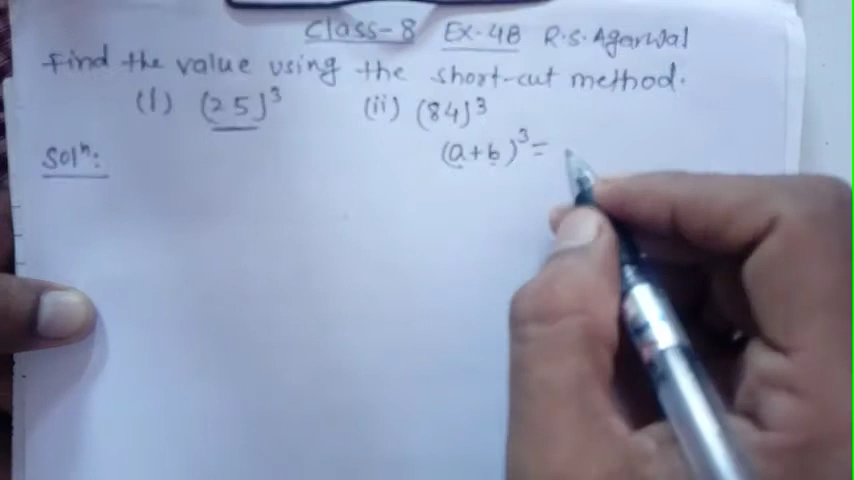 Class-8 Ex-4B R.S. Agarwal
Find the value using the short-cut method.
(i) (25)³ (ii) (84)³
Solⁿ: (a+b)³=